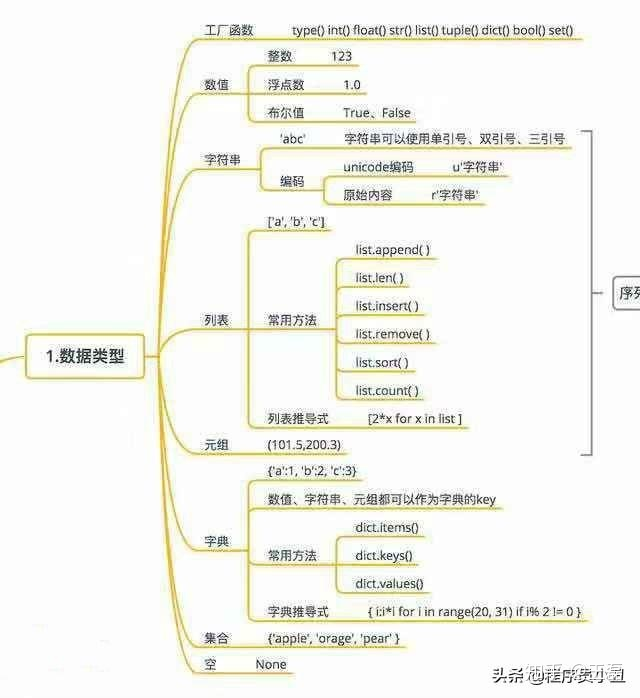 工厂函数 type() int() float() str() list() tuple() dict() bool() set()
整数 123
数值
浮点数 1.0
布尔值 True、False
'abc' 字符串可以使用单引号、双引号、三引号
字符串
unicode编码 u'字符串'
编码
原始内容 r'字符串'
['a', 'b', 'c']
list.append( )
list.len( )
list.insert( )
列表 常用方法
list.remove( )
list.sort( )
list.count( )
列表推导式 [2*x for x in list ]
序列
1.数据类型
元组 (101.5,200.3)
{'a':1, 'b':2, 'c':3}
数值、字符串、元组都可以作为字典的key
dict.items()
字典
常用方法 dict.keys()
dict.values()
字典推导式 { i:i*i for i in range(20, 31) if i% 2 != 0 }
集合 {'apple', 'orage', 'pear' }
空 None
知乎
头条 @程序员小